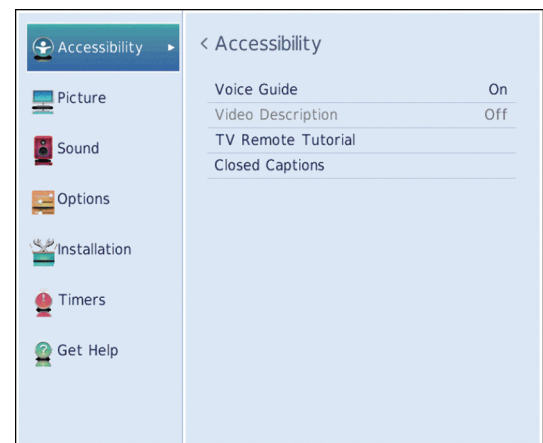 Accessibility
Picture
Sound
Options
Installation
Timers
Get Help
< Accessibility
Voice Guide On
Video Description Off
TV Remote Tutorial
Closed Captions